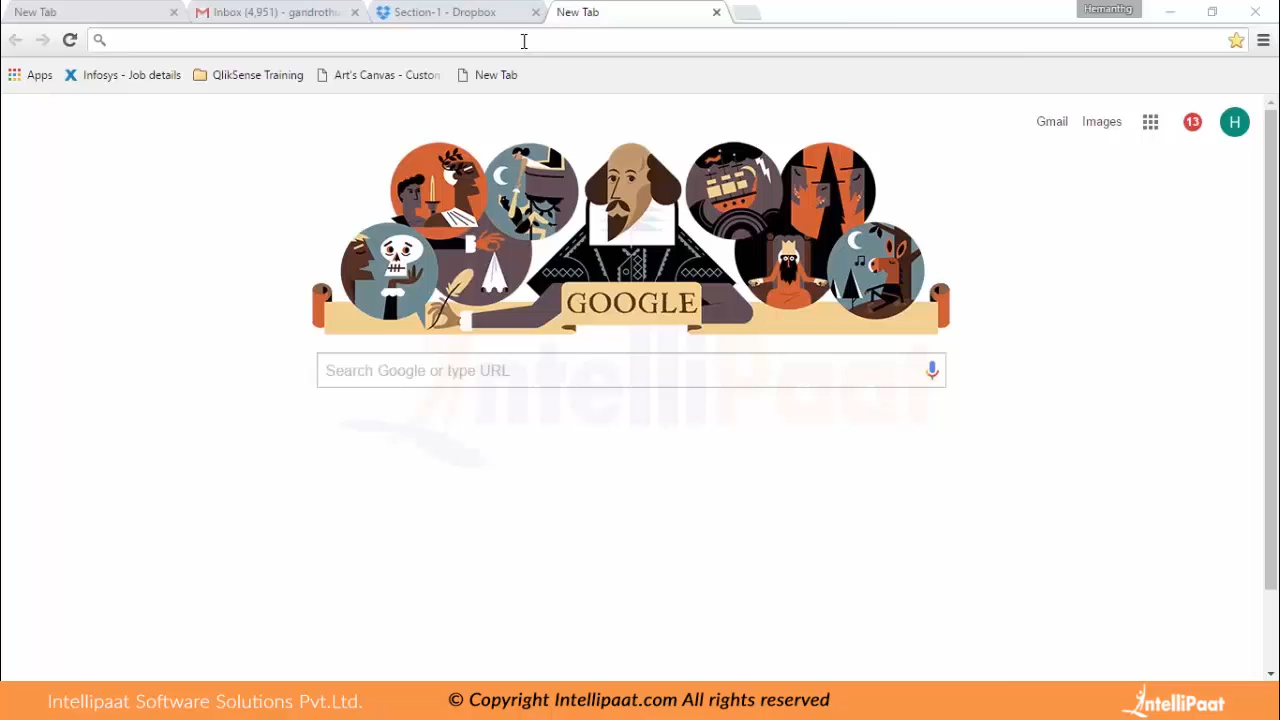 New Tab
Inbox (4,951) - gandrothu
Section-1 - Dropbox
New Tab
Hemanthg
Apps
Infosys - Job details
QlikSense Training
Art's Canvas - Custom
New Tab
Gmail
Images
13
H
GOOGLE
Search Google or type URL
IntelliPaat
Intellipaat Software Solutions Pvt.Ltd.
© Copyright Intellipaat.com All rights reserved
IntelliPaat